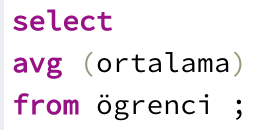 select
avg (ortalama)
from ögrenci ;